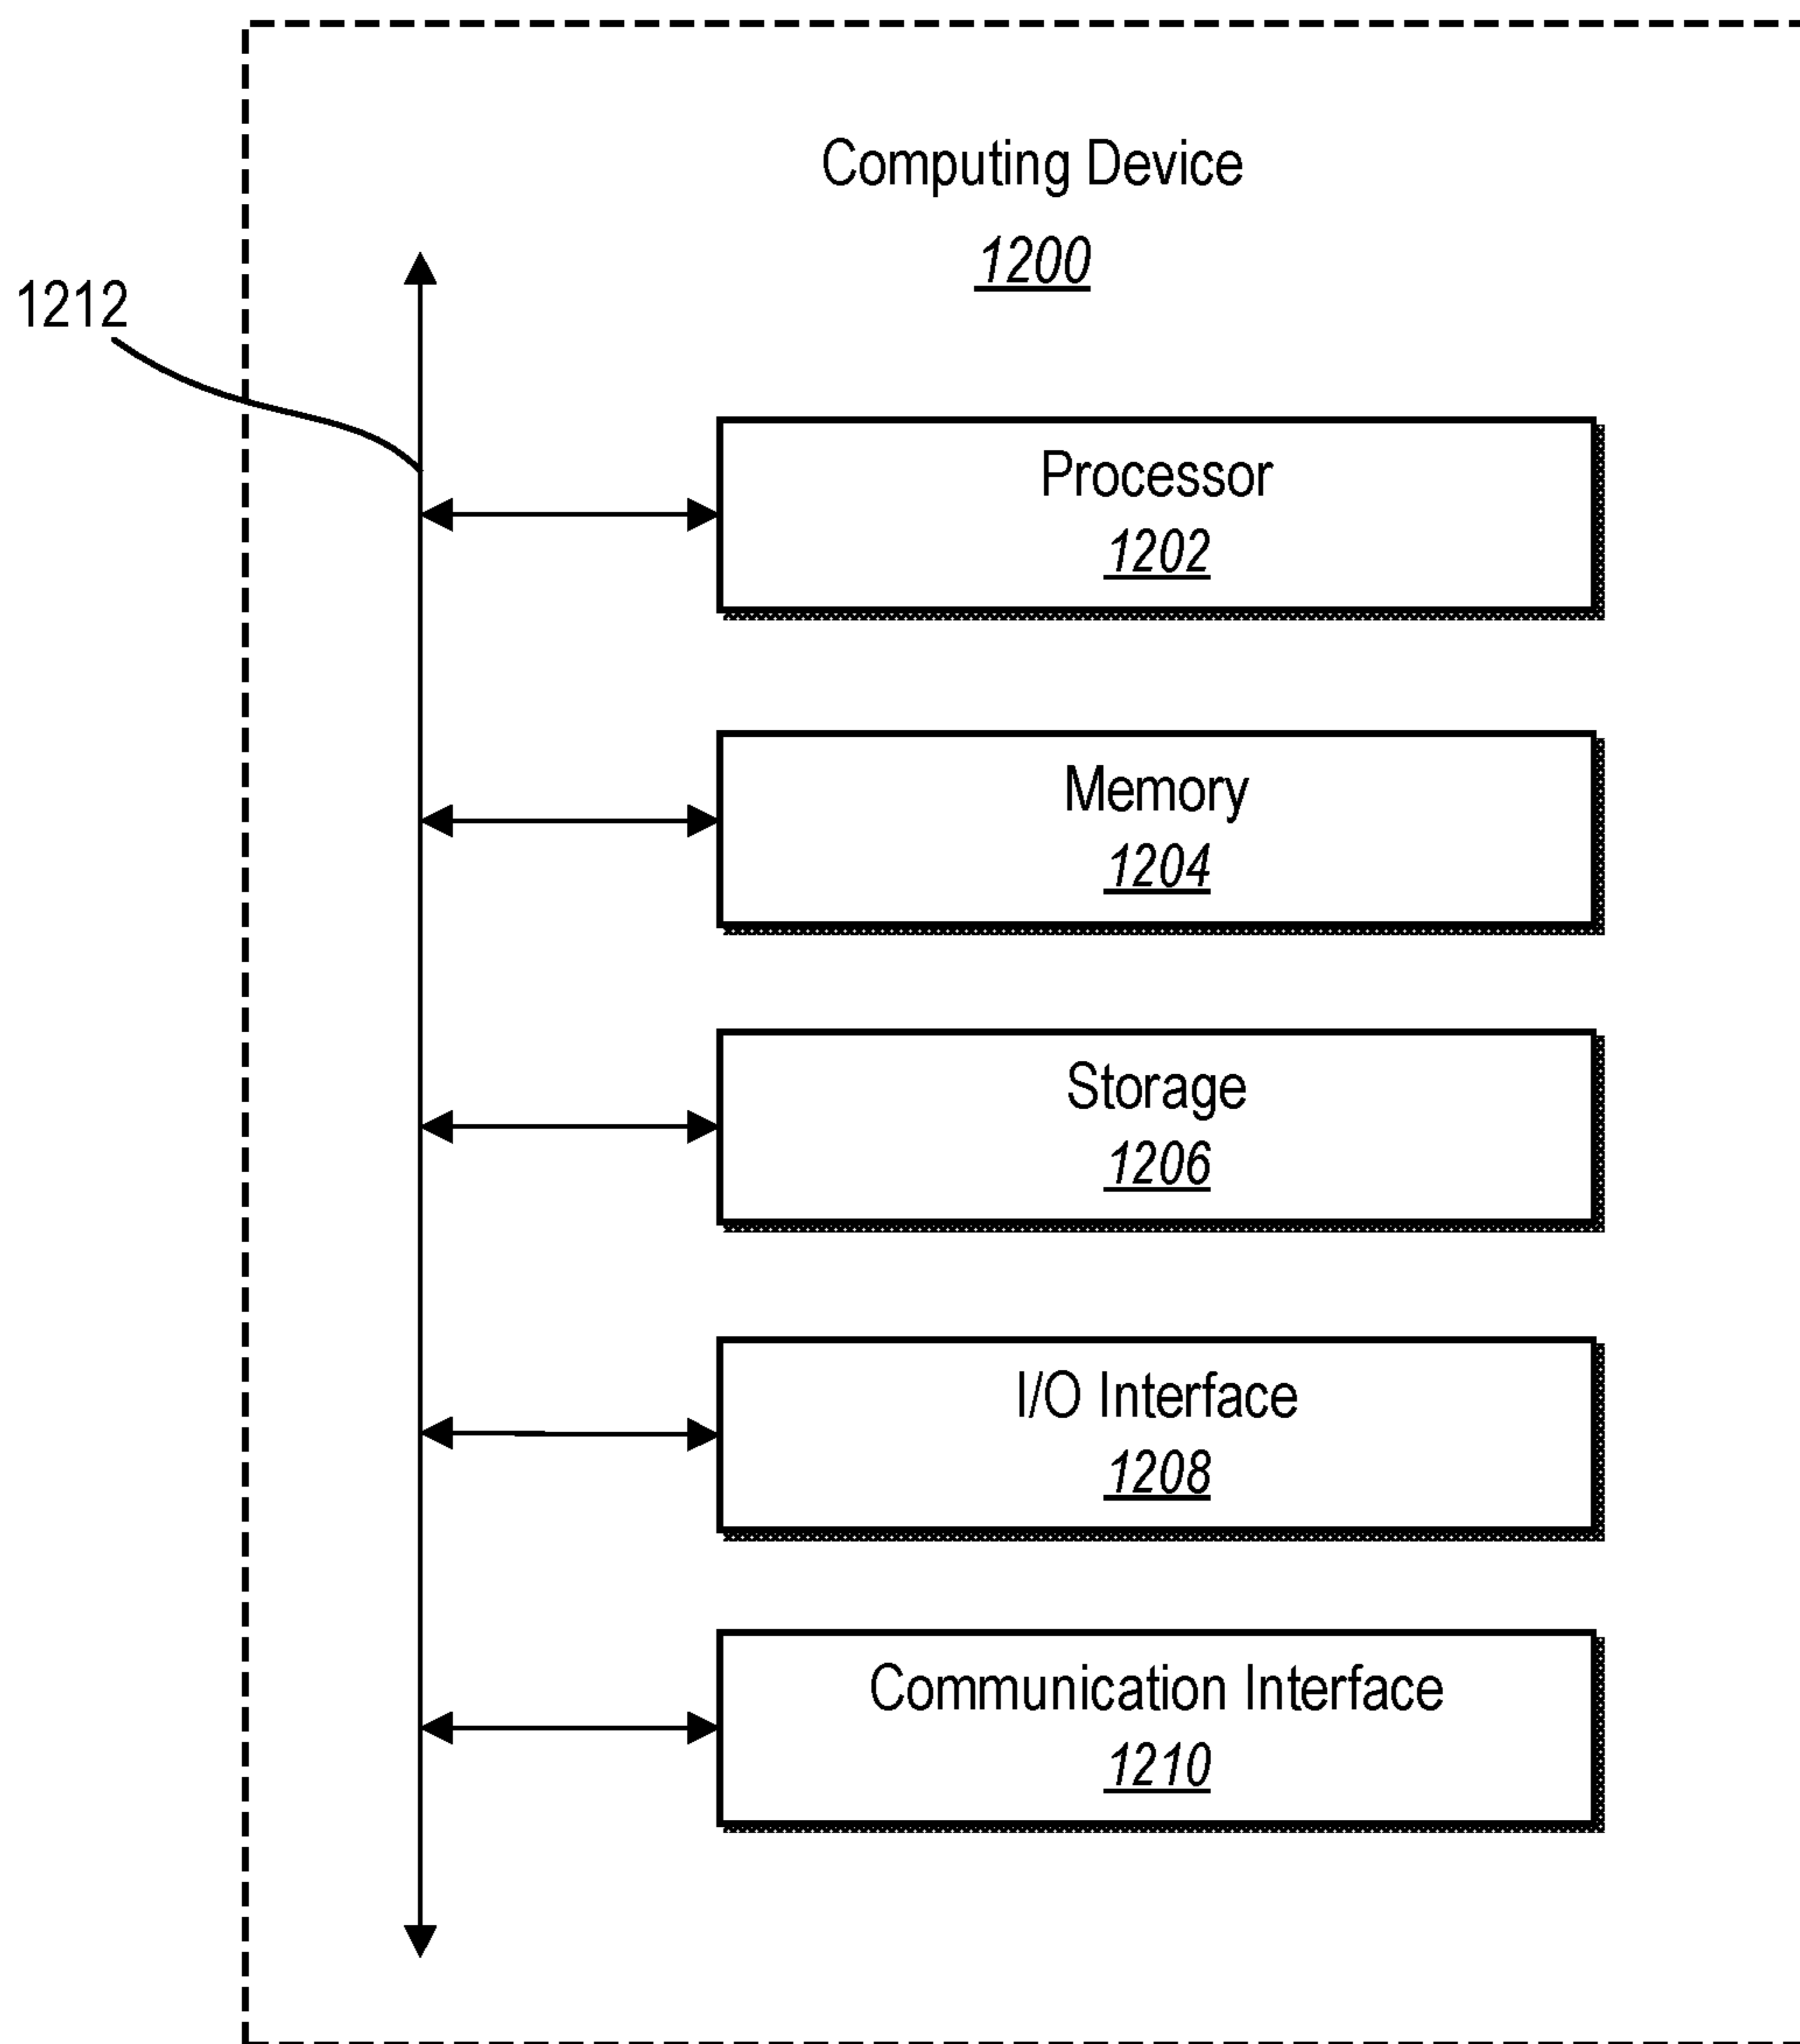 Computing Device
1200
1212
Processor
1202
Memory
1204
Storage
1206
I/O Interface
1208
Communication Interface
1210